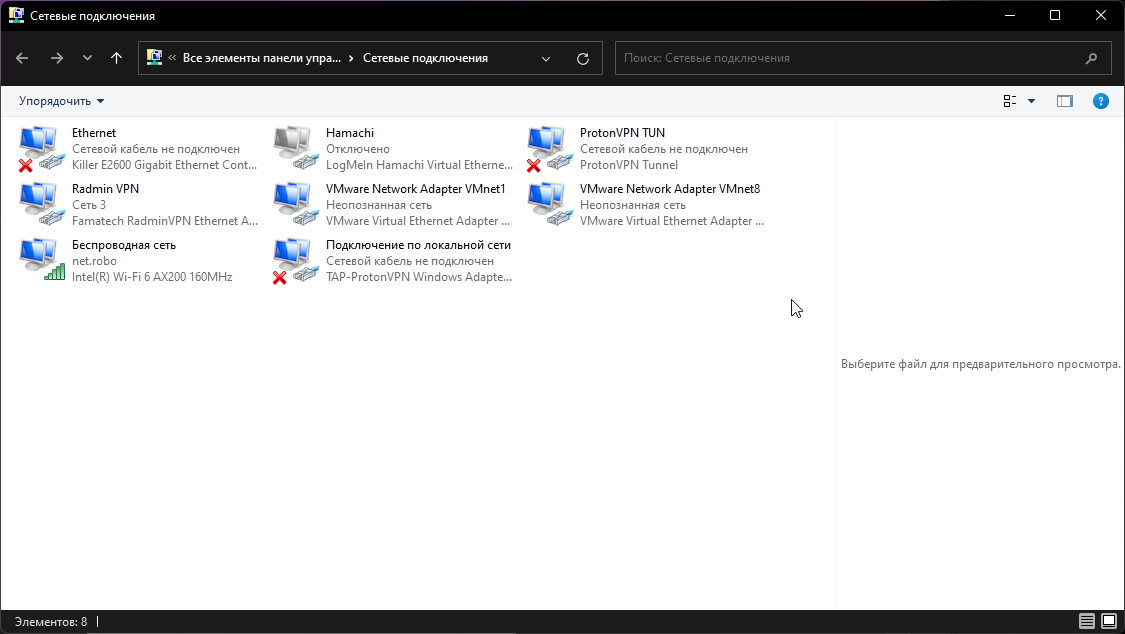 Сетевые подключения
« Все элементы панели упра... › Сетевые подключения
Поиск: Сетевые подключения
Упорядочить
?
Ethernet
Сетевой кабель не подключен
Killer E2600 Gigabit Ethernet Cont...
Hamachi
Отключено
LogMeIn Hamachi Virtual Etherne...
ProtonVPN TUN
Сетевой кабель не подключен
ProtonVPN Tunnel
Radmin VPN
Сеть 3
Famatech RadminVPN Ethernet A...
VMware Network Adapter VMnet1
Неопознанная сеть
VMware Virtual Ethernet Adapter ...
VMware Network Adapter VMnet8
Неопознанная сеть
VMware Virtual Ethernet Adapter ...
Беспроводная сеть
net.robo
Intel(R) Wi-Fi 6 AX200 160MHz
Подключение по локальной сети
Сетевой кабель не подключен
TAP-ProtonVPN Windows Adapte...
Выберите файл для предварительного просмотра.
Элементов: 8